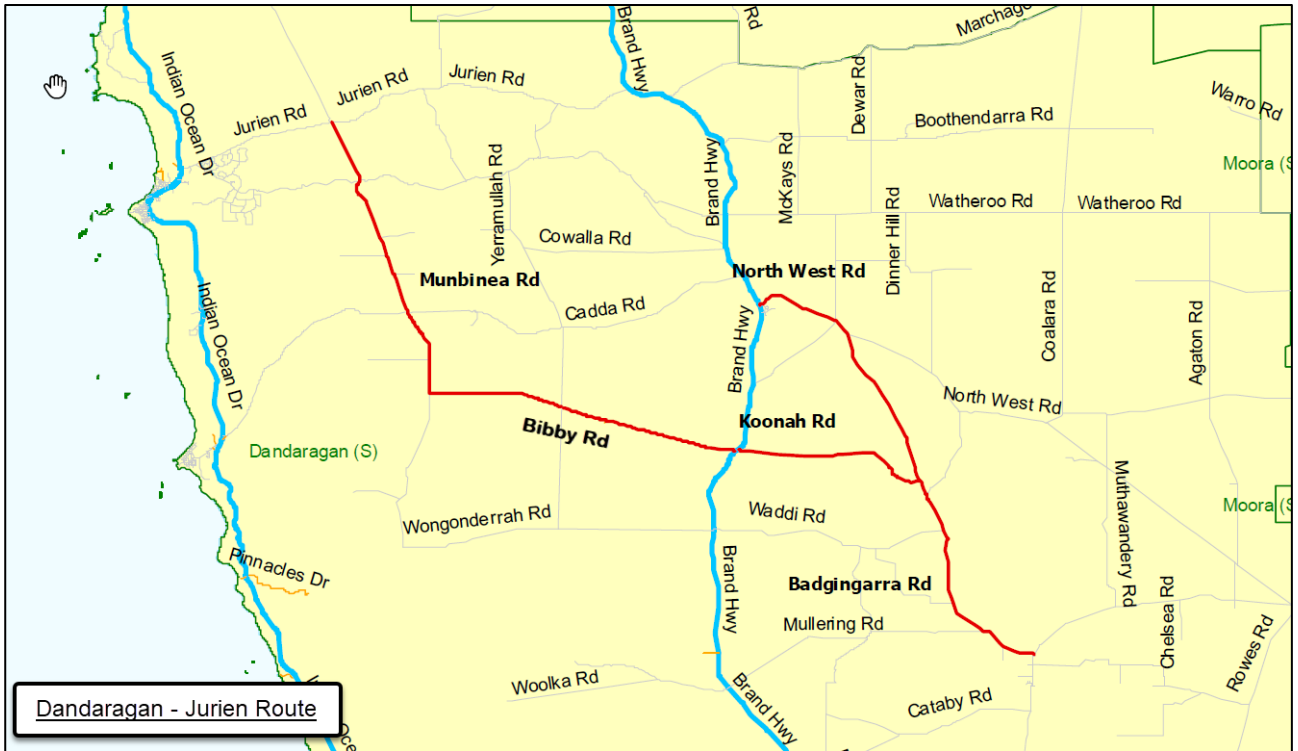 Brand Hwy
Rd
Marchag
Indian Ocean Dr
Jurien Rd
Jurien Rd
Jurien Rd
Dewar Rd
Boothendarra Rd
Warro Rd
Moora (S
Yerramullah Rd
McKays Rd
Brand Hwy
Dinner Hill Rd
Watheroo Rd
Watheroo Rd
Cowalla Rd
Munbinea Rd
North West Rd
Cadda Rd
Indian Ocean Dr
Brand Hwy
Coalara Rd
Agaton Rd
North West Rd
Koonah Rd
Bibby Rd
Dandaragan (S)
Muthawandery Rd
Moora (S
Waddi Rd
Wongonderrah Rd
Pinnacles Dr
Brand Hwy
Badgingarra Rd
Mullering Rd
Chelsea Rd
Rowes Rd
Woolka Rd
Brand Hwy
Cataby Rd
Dandaragan - Jurien Route